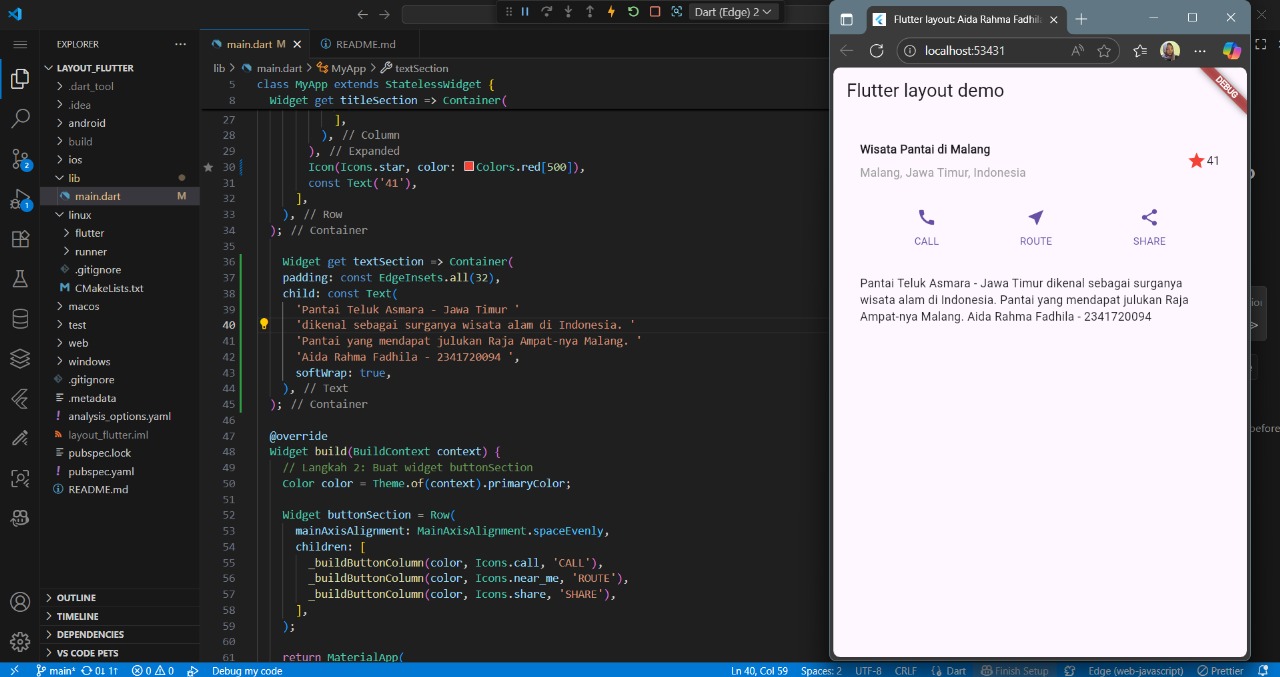 Dart (Edge) 2
EXPLORER
LAYOUT_FLUTTER
.dart_tool
.idea
android
build
ios
lib
main.dart M
linux
flutter
runner
.gitignore
CMakeLists.txt
macos
test
web
windows
.gitignore
.metadata
analysis_options.yaml
layout_flutter.iml
pubspec.lock
pubspec.yaml
README.md
OUTLINE
TIMELINE
DEPENDENCIES
VS CODE PETS
2
1
main.dart M
README.md
lib > main.dart > MyApp > textSection
5 class MyApp extends StatelessWidget {
8 Widget get titleSection => Container(
27 ],
28 ), // Column
29 ), // Expanded
30 Icon(Icons.star, color: Colors.red[500]),
31 const Text('41'),
32 ],
33 ), // Row
34 ); // Container
35
36 Widget get textSection => Container(
37 padding: const EdgeInsets.all(32),
38 child: const Text(
39 'Pantai Teluk Asmara - Jawa Timur '
40 'dikenal sebagai surganya wisata alam di Indonesia. '
41 'Pantai yang mendapat julukan Raja Ampat-nya Malang. '
42 'Aida Rahma Fadhila - 2341720094 ',
43 softWrap: true,
44 ), // Text
45 ); // Container
46
47 @override
48 Widget build(BuildContext context) {
49 // Langkah 2: Buat widget buttonSection
50 Color color = Theme.of(context).primaryColor;
51
52 Widget buttonSection = Row(
53 mainAxisAlignment: MainAxisAlignment.spaceEvenly,
54 children: [
55 _buildButtonColumn(color, Icons.call, 'CALL'),
56 _buildButtonColumn(color, Icons.near_me, 'ROUTE'),
57 _buildButtonColumn(color, Icons.share, 'SHARE'),
58 ],
59 );
60
61 return MaterialApp(
Flutter layout: Aida Rahma Fadhil
localhost:53431
Flutter layout demo
DEBUG
Wisata Pantai di Malang
Malang, Jawa Timur, Indonesia
41
CALL
ROUTE
SHARE
Pantai Teluk Asmara - Jawa Timur dikenal sebagai surganya
wisata alam di Indonesia. Pantai yang mendapat julukan Raja
Ampat-nya Malang. Aida Rahma Fadhila - 2341720094
before
main* 0↓ 1↑ 0 0 Debug my code Ln 40, Col 59 Spaces: 2 UTF-8 CRLF Dart Finish Setup Edge (web-javascript) Prettier